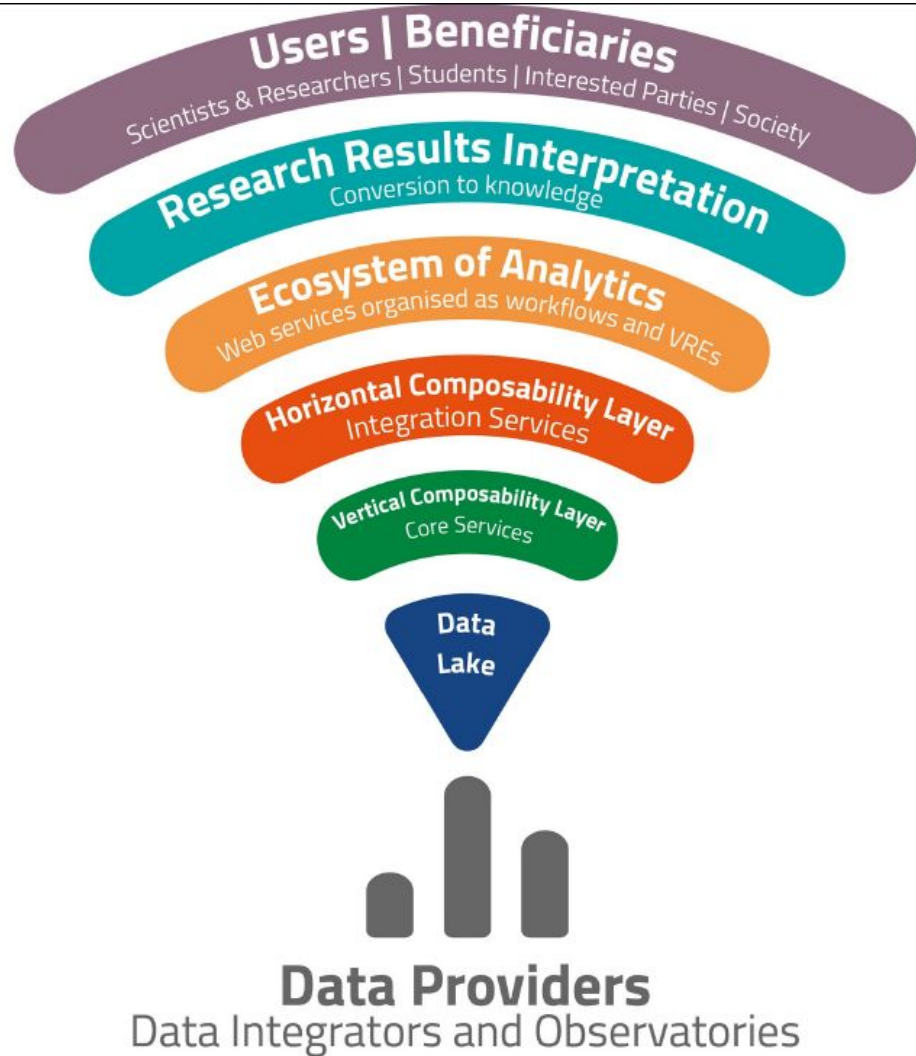 Users | Beneficiaries
Scientists & Researchers | Students | Interested Parties | Society
Research Results Interpretation
Conversion to knowledge
Ecosystem of Analytics
Web services organised as workflows and VREs
Horizontal Composability Layer
Integration Services
Vertical Composability Layer
Core Services
Data
Lake
Data Providers
Data Integrators and Observatories